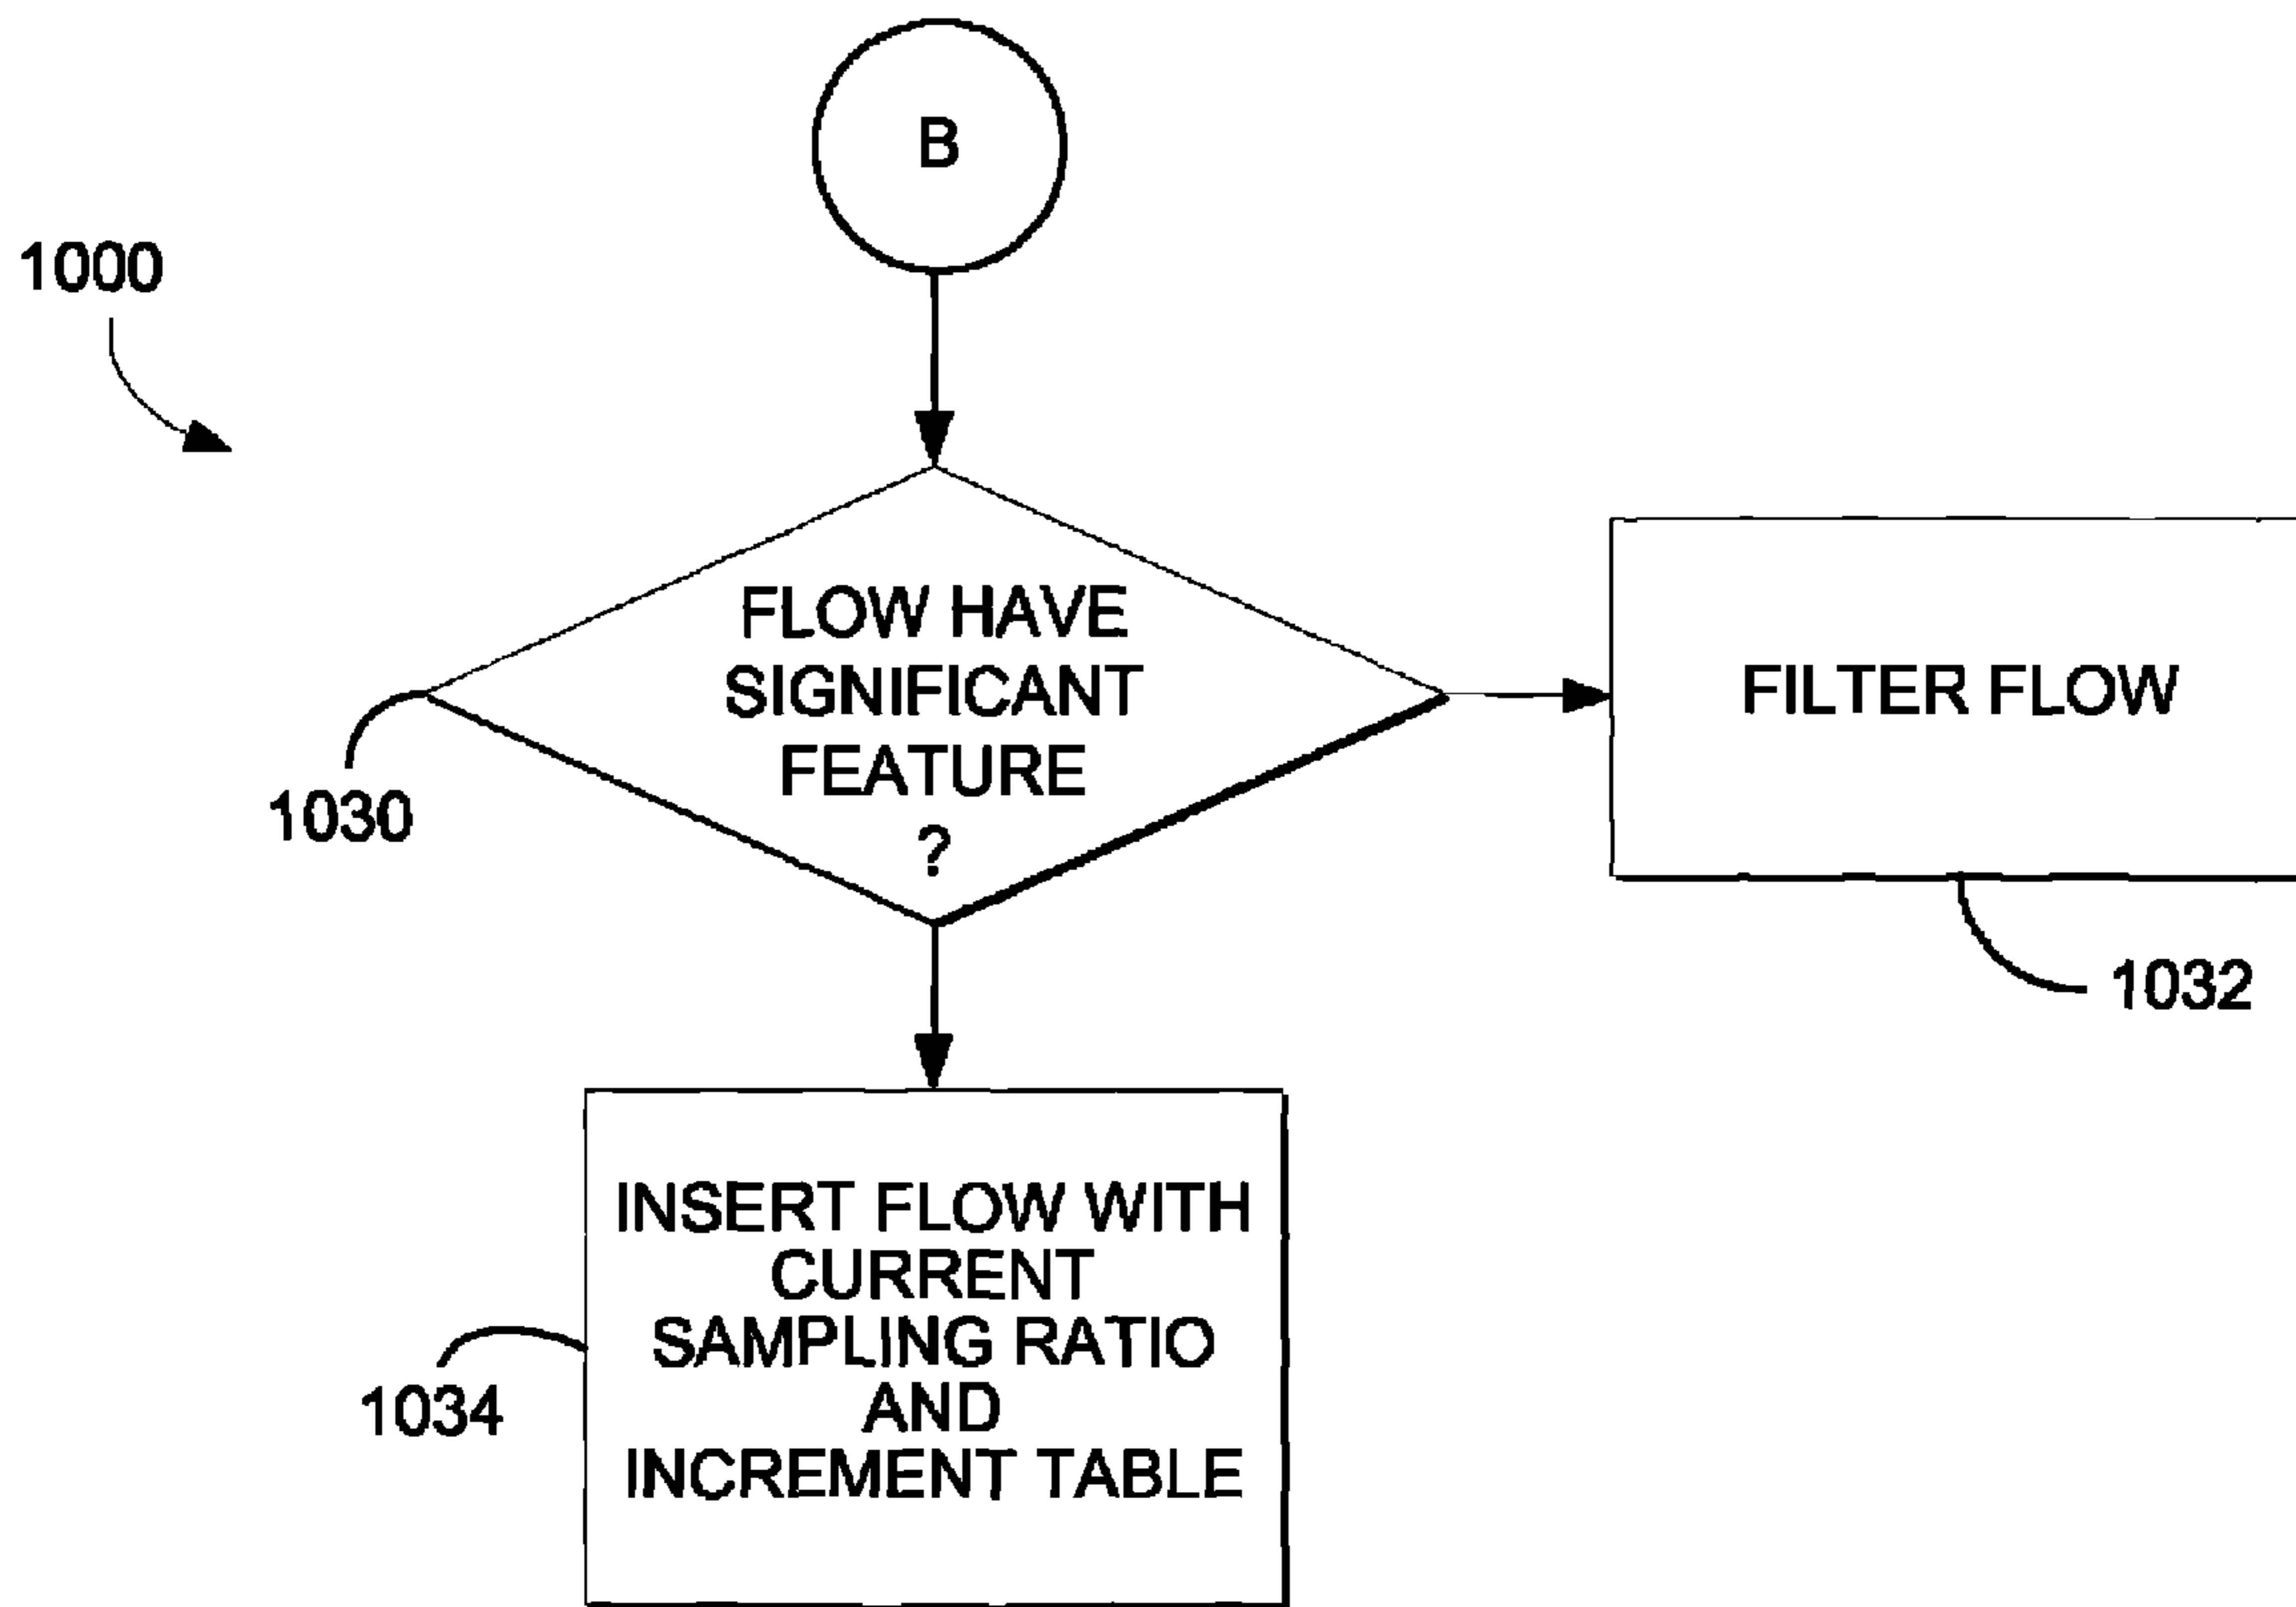 B
1000
FLOW HAVE
SIGNIFICANT
FEATURE
?
FILTER FLOW
1030
1032
INSERT FLOW WITH
CURRENT
SAMPLING RATIO
AND
INCREMENT TABLE
1034